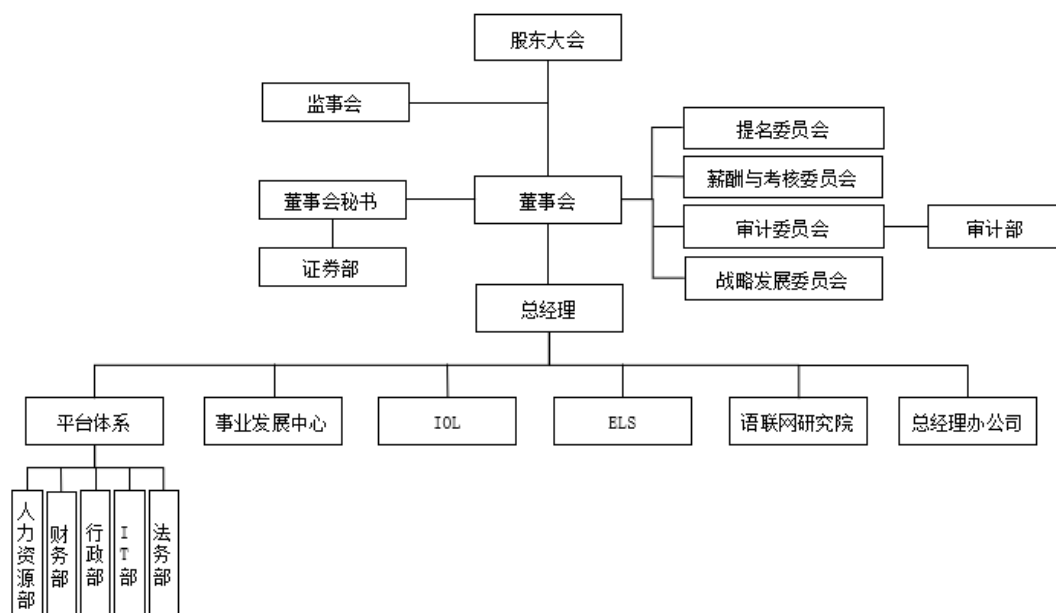 股东大会
监事会
提名委员会
薪酬与考核委员会
董事会秘书
董事会
审计委员会
审计部
证券部
战略发展委员会
总经理
平台体系
事业发展中心
IOL
ELS
语联网研究院
总经理办公司
人力资源部
财务部
行政部
IT部
法务部